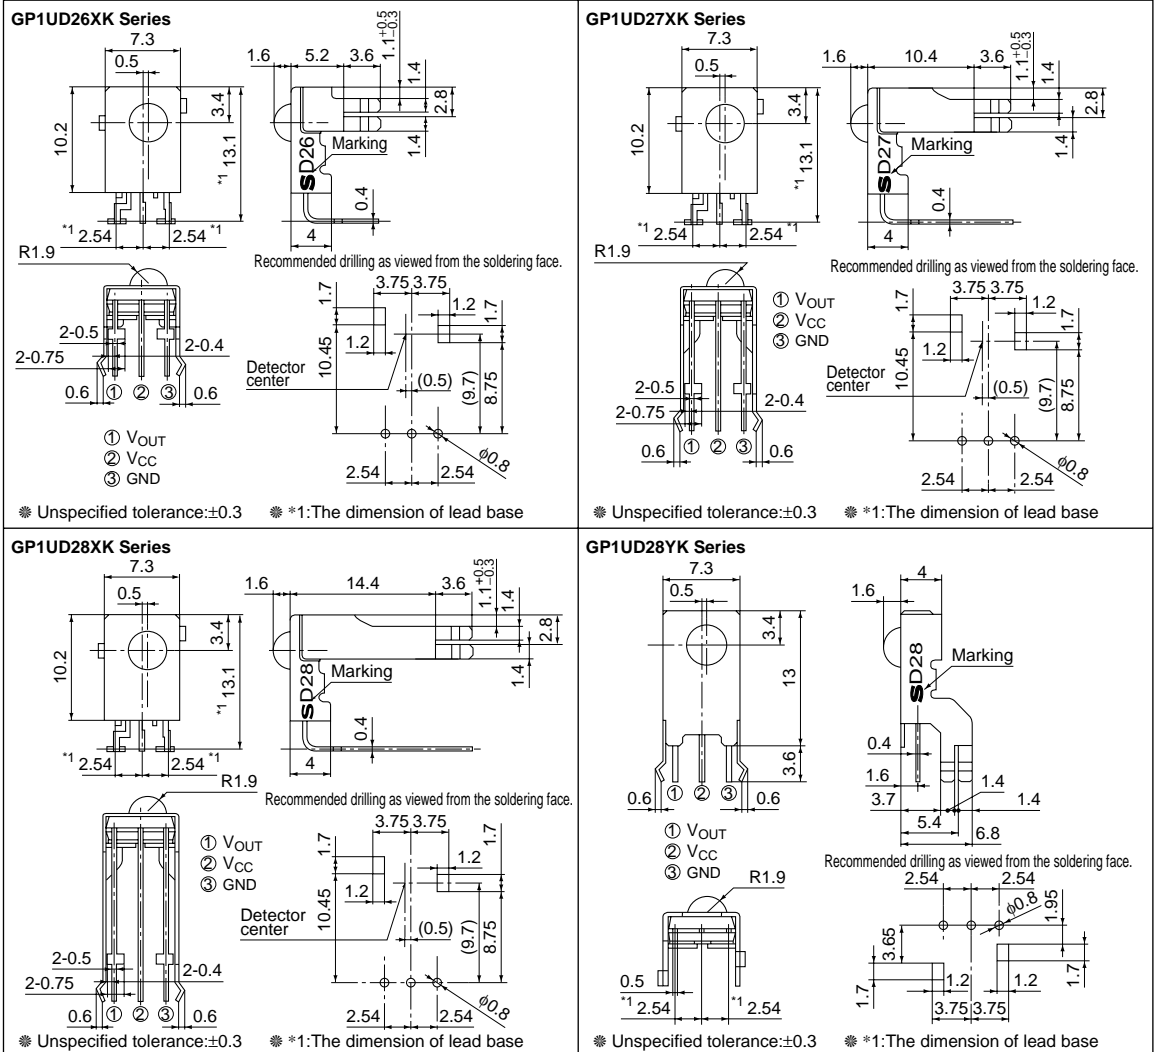 GP1UD26XK Series
7.3
0.5
1.6
5.2
3.6
1.1+0.5−0.3
1.4
2.8
3.4
10.2
*1 13.1
1.4
Marking
SD26
0.4
*1 2.54
2.54 *1
4
R1.9
Recommended drilling as viewed from the soldering face.
3.75 3.75
1.7
1.2
1.7
2-0.5
2-0.4
1.2
2-0.75
10.45
Detector
center
(0.5)
(9.7)
8.75
0.6
① ② ③
0.6
① VOUT
② VCC
③ GND
2.54
2.54
φ0.8
❊ Unspecified tolerance:±0.3 ❊ *1:The dimension of lead base
GP1UD27XK Series
7.3
0.5
1.6
10.4
3.6
1.1+0.5−0.3
1.4
2.8
3.4
10.2
*1 13.1
1.4
Marking
SD27
0.4
*1 2.54
2.54 *1
4
R1.9
Recommended drilling as viewed from the soldering face.
① VOUT
② VCC
③ GND
3.75 3.75
1.7
1.2
1.7
1.2
10.45
Detector
center
(0.5)
(9.7)
8.75
2-0.5
2-0.4
2-0.75
0.6
① ② ③
0.6
2.54
2.54
φ0.8
❊ Unspecified tolerance:±0.3 ❊ *1:The dimension of lead base
GP1UD28XK Series
7.3
0.5
1.6
14.4
3.6
1.1+0.5−0.3
1.4
2.8
3.4
10.2
*1 13.1
1.4
Marking
SD28
0.4
*1 2.54
2.54 *1
4
R1.9
Recommended drilling as viewed from the soldering face.
① VOUT
② VCC
③ GND
3.75 3.75
1.7
1.2
1.7
1.2
10.45
Detector
center
(0.5)
(9.7)
8.75
2-0.5
2-0.4
2-0.75
0.6
① ② ③
0.6
2.54
2.54
φ0.8
❊ Unspecified tolerance:±0.3 ❊ *1:The dimension of lead base
GP1UD28YK Series
7.3
0.5
4
1.6
3.4
13
Marking
SD28
0.4
3.6
1.6
1.4
0.6
① ② ③
0.6
3.7
1.4
5.4
6.8
① VOUT
② VCC
③ GND
Recommended drilling as viewed from the soldering face.
R1.9
2.54
2.54
φ0.8
1.95
3.65
0.5
1.7
1.2
1.2
1.7
*1 2.54
*1 2.54
3.75 3.75
❊ Unspecified tolerance:±0.3 ❊ *1:The dimension of lead base